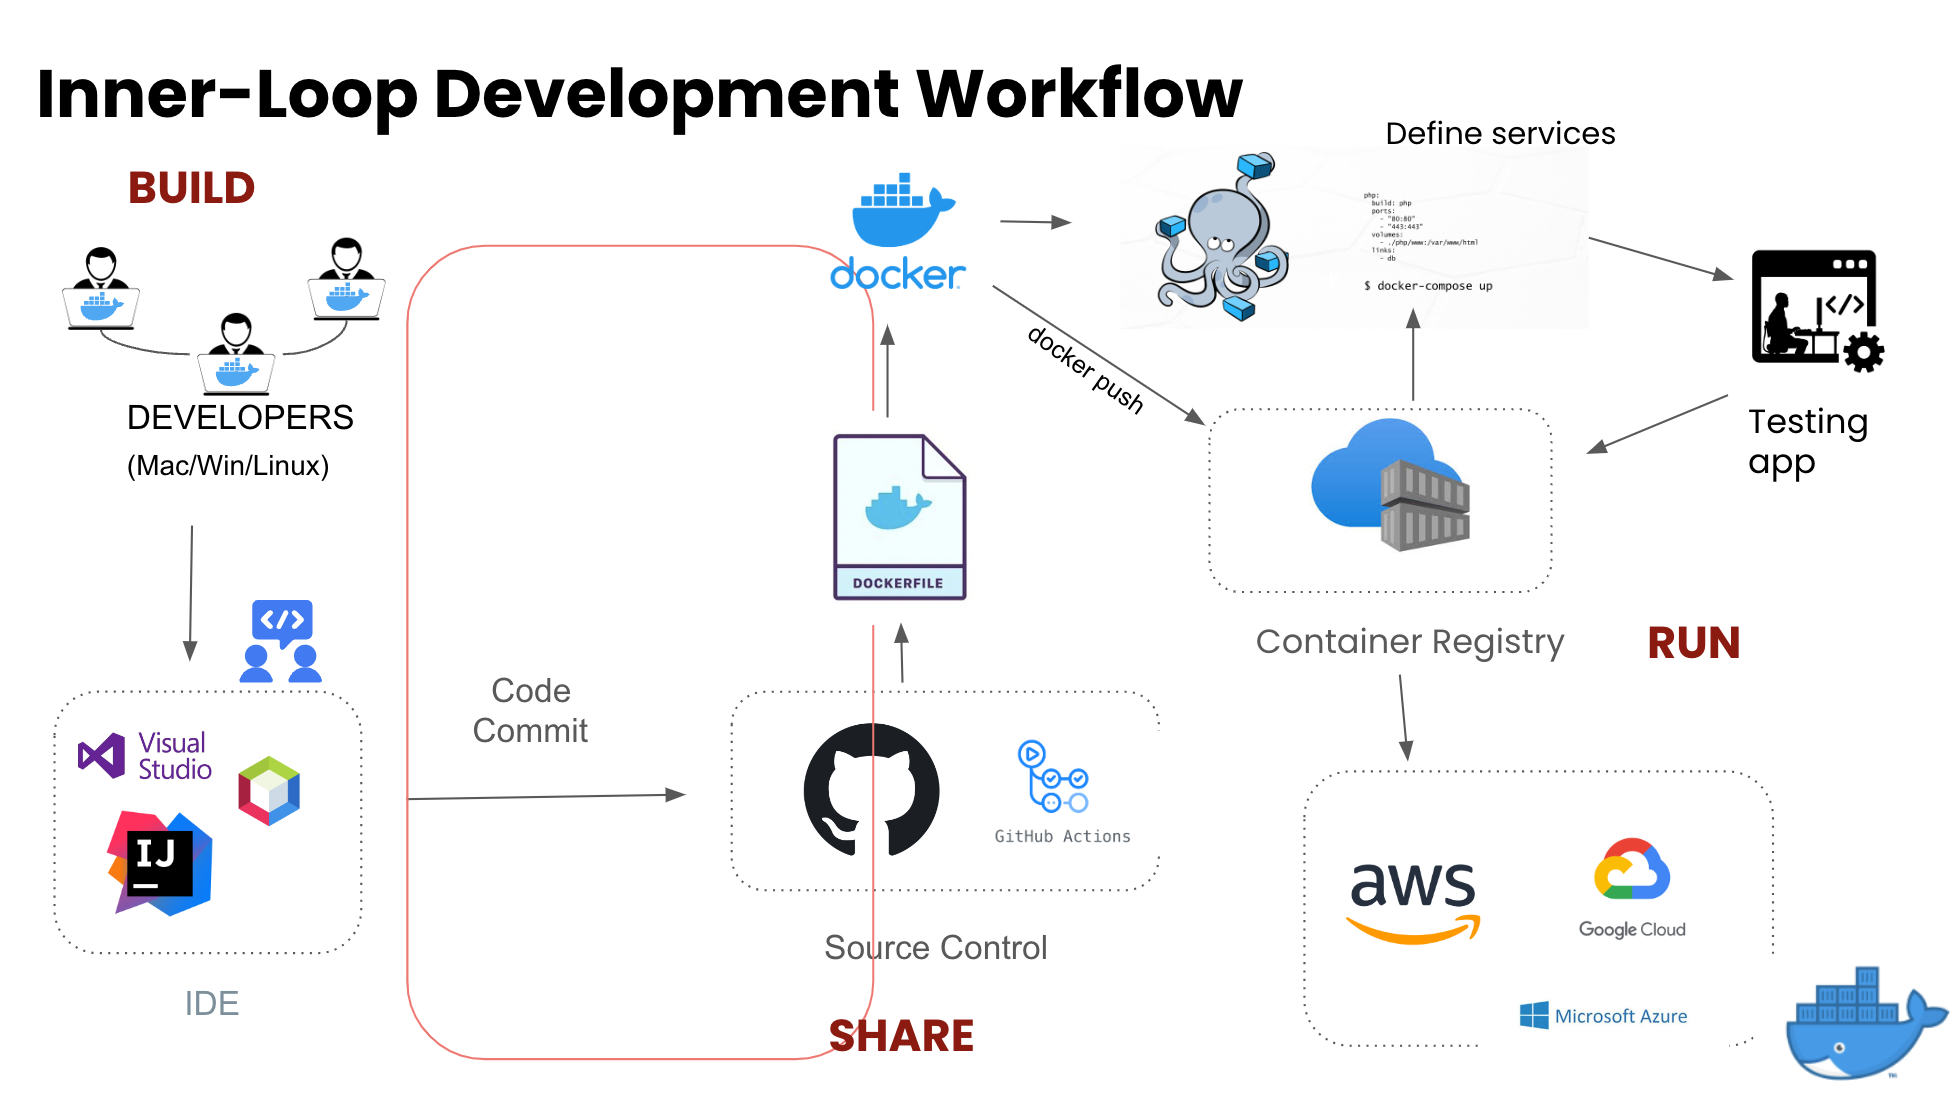 Inner-Loop Development Workflow
BUILD
DEVELOPERS
(Mac/Win/Linux)
Visual
Studio
IJ
IDE
Code
Commit
docker
DOCKERFILE
GitHub Actions
Source Control
SHARE
docker push
Define services
php:
build: php
ports:
- "80:80"
- "443:443"
volumes:
- ./php/www:/var/www/html
links:
- db
$ docker-compose up
</>
Testing
app
Container Registry
RUN
aws
Google Cloud
Microsoft Azure
</>
TM